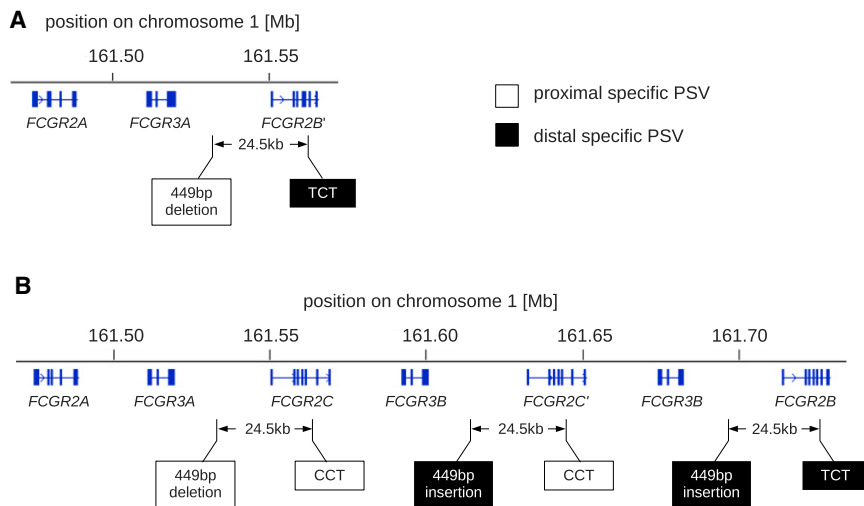 A position on chromosome 1 [Mb]
161.50 161.55
proximal specific PSV
distal specific PSV
FCGR2A FCGR3A FCGR2B'
24.5kb
449bp
deletion
TCT
B
position on chromosome 1 [Mb]
161.50 161.55 161.60 161.65 161.70
FCGR2A FCGR3A FCGR2C FCGR3B FCGR2C' FCGR3B FCGR2B
24.5kb 24.5kb 24.5kb
449bp
deletion
CCT
449bp
insertion
CCT
449bp
insertion
TCT